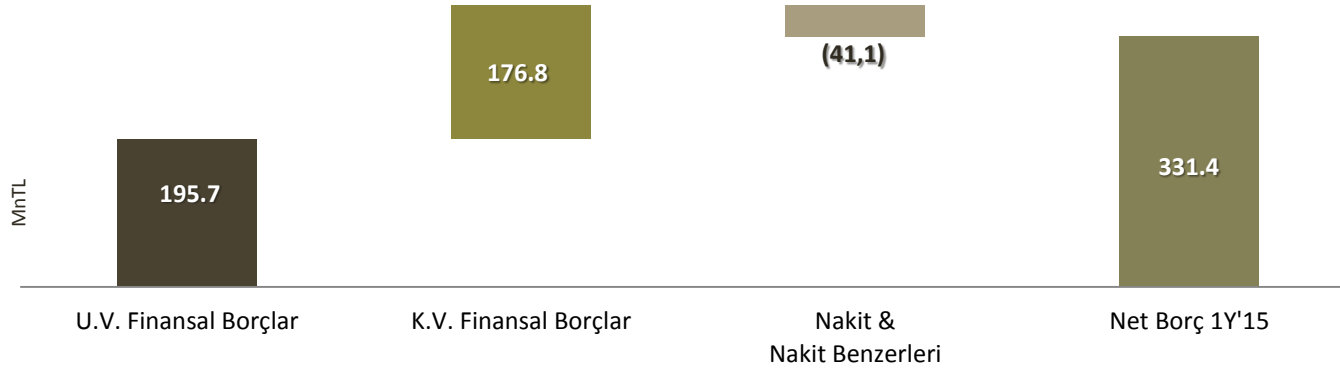 176.8
(41,1)
195.7
331.4
MnTL
U.V. Finansal Borçlar
K.V. Finansal Borçlar
Nakit &
Nakit Benzerleri
Net Borç 1Y'15